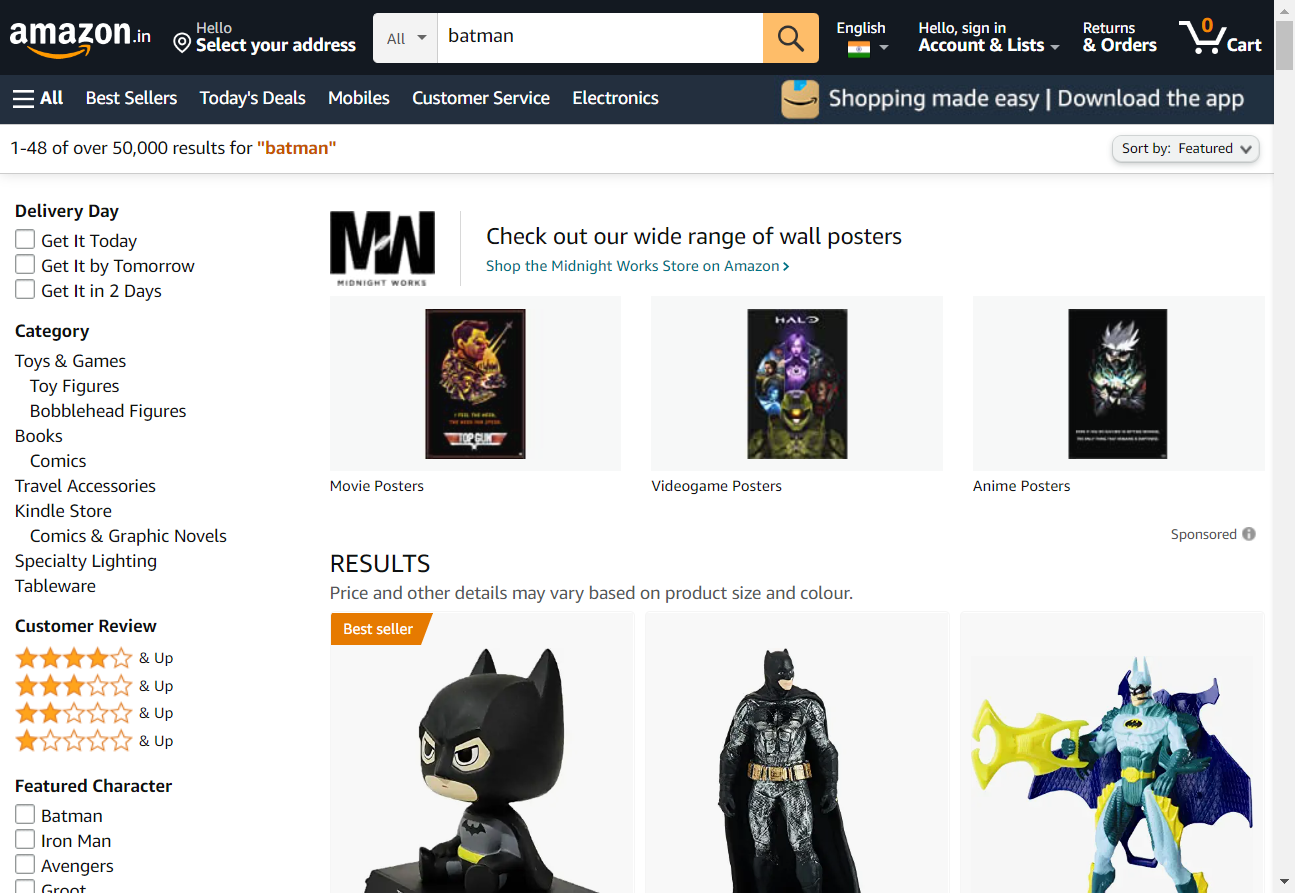 amazon.in
Hello
Select your address
All
batman
English
Hello, sign in
Account & Lists
Returns
& Orders
0
Cart
All
Best Sellers
Today's Deals
Mobiles
Customer Service
Electronics
Shopping made easy | Download the app
1-48 of over 50,000 results for "batman"
Sort by: Featured
Delivery Day
Get It Today
Get It by Tomorrow
Get It in 2 Days
Category
Toys & Games
Toy Figures
Bobblehead Figures
Books
Comics
Travel Accessories
Kindle Store
Comics & Graphic Novels
Specialty Lighting
Tableware
Customer Review
& Up
& Up
& Up
& Up
Featured Character
Batman
Iron Man
Avengers
Groot
MW
MIDNIGHT WORKS
Check out our wide range of wall posters
Shop the Midnight Works Store on Amazon
I FEEL THE NEED,
THE NEED FOR SPEED.
TOP GUN
HALO
Movie Posters
Videogame Posters
Anime Posters
Sponsored
RESULTS
Price and other details may vary based on product size and colour.
Best seller